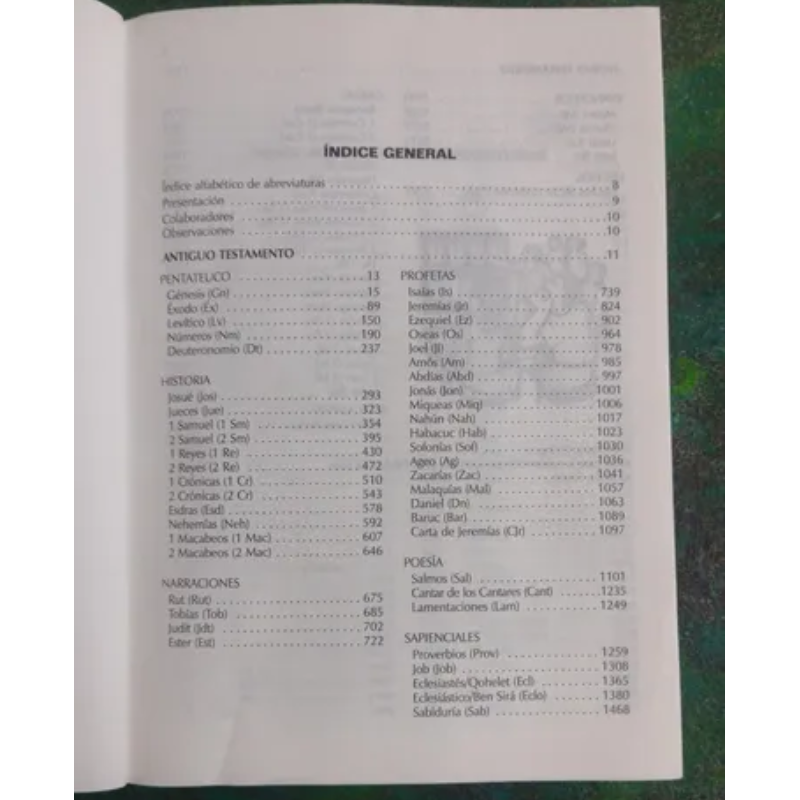 ÍNDICE GENERAL
Índice alfabético de abreviaturas 8
Presentación 9
Colaboradores 10
Observaciones 10
ANTIGUO TESTAMENTO 11
PENTATEUCO 13
Génesis (Gn) 15
Éxodo (Éx) 89
Levítico (Lv) 150
Números (Nm) 190
Deuteronomio (Dt) 237
HISTORIA
Josué (Jos) 293
Jueces (Jue) 323
1 Samuel (1 Sm) 354
2 Samuel (2 Sm) 395
1 Reyes (1 Re) 430
2 Reyes (2 Re) 472
1 Crónicas (1 Cr) 510
2 Crónicas (2 Cr) 543
Esdras (Esd) 578
Nehemías (Neh) 592
1 Macabeos (1 Mac) 607
2 Macabeos (2 Mac) 646
NARRACIONES
Rut (Rut) 675
Tobías (Tob) 685
Judit (Jdt) 702
Ester (Est) 722
PROFETAS
Isaías (Is) 739
Jeremías (Jr) 824
Ezequiel (Ez) 902
Oseas (Os) 964
Joel (Jl) 978
Amós (Am) 985
Abdías (Abd) 997
Jonás (Jon) 1001
Miqueas (Miq) 1006
Nahún (Nah) 1017
Habacuc (Hab) 1023
Sofonías (Sof) 1030
Ageo (Ag) 1036
Zacarías (Zac) 1041
Malaquías (Mal) 1057
Daniel (Dn) 1063
Baruc (Bar) 1089
Carta de Jeremías (CJr) 1097
POESÍA
Salmos (Sal) 1101
Cantar de los Cantares (Cant) 1235
Lamentaciones (Lam) 1249
SAPIENCIALES
Proverbios (Prov) 1259
Job (Job) 1308
Eclesiastés/Qohelet (Ecl) 1365
Eclesiástico/Ben Sirá (Eclo) 1380
Sabiduría (Sab) 1468